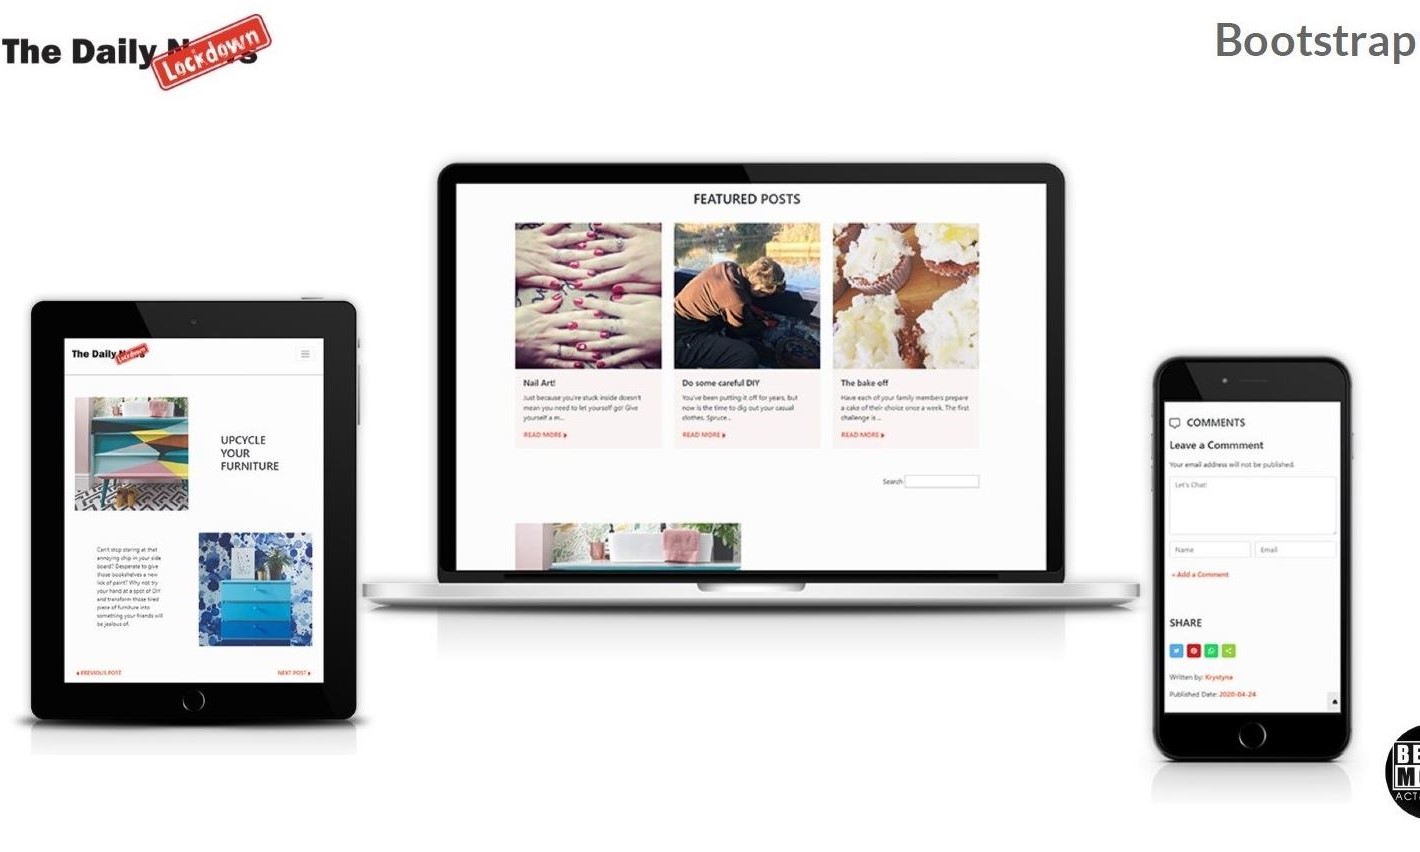 The Daily
Lockdown
Bootstrap
The Daily
Lockdown
UPCYCLE
YOUR
FURNITURE
Can't stop staring at that
annoying ship in your side
board? Desperate to give
those bookshelves a new
lick of paint? Why not try
your hand at a spot of DIY
and transform those tired
piece of furniture into
something your friends will
be jealous of.
PREVIOUS POST
NEXT POST
FEATURED POSTS
Nail Art!
Just because you're stuck inside doesn't
mean you need to let yourself go! Give
yourself a m...
READ MORE
Do some careful DIY
You've been putting it off for years, but
now is the time to dig out your casual
clothes. Spruce...
READ MORE
The bake off
Have each of your family members prepare
a cake of their choice once a week. The first
challenge is ...
READ MORE
Search
COMMENTS
Leave a Commment
Your email address will not be published.
Let's Chat!
Name
Email
+ Add a Comment
SHARE
Written by: Krystyna
Published Date: 2020-04-24
BE
M
ACT